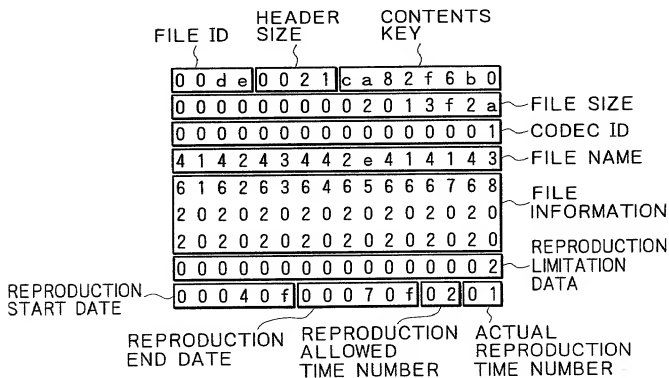 FILE ID
HEADER
SIZE
CONTENTS
KEY
0 0 d e 0 0 2 1 c a 8 2 f 6 b 0
0 0 0 0 0 0 0 0 0 2 0 1 3 f 2 a
FILE SIZE
0 0 0 0 0 0 0 0 0 0 0 0 0 0 0 1
CODEC ID
4 1 4 2 4 3 4 4 2 e 4 1 4 1 4 3
FILE NAME
6 1 6 2 6 3 6 4 6 5 6 6 6 7 6 8
2 0 2 0 2 0 2 0 2 0 2 0 2 0 2 0
2 0 2 0 2 0 2 0 2 0 2 0 2 0 2 0
FILE
INFORMATION
0 0 0 0 0 0 0 0 0 0 0 0 0 0 0 2
REPRODUCTION
LIMITATION
DATA
REPRODUCTION
START DATE
0 0 0 4 0 f 0 0 0 7 0 f 0 2 0 1
REPRODUCTION
END DATE
REPRODUCTION
ALLOWED
TIME NUMBER
ACTUAL
REPRODUCTION
TIME NUMBER